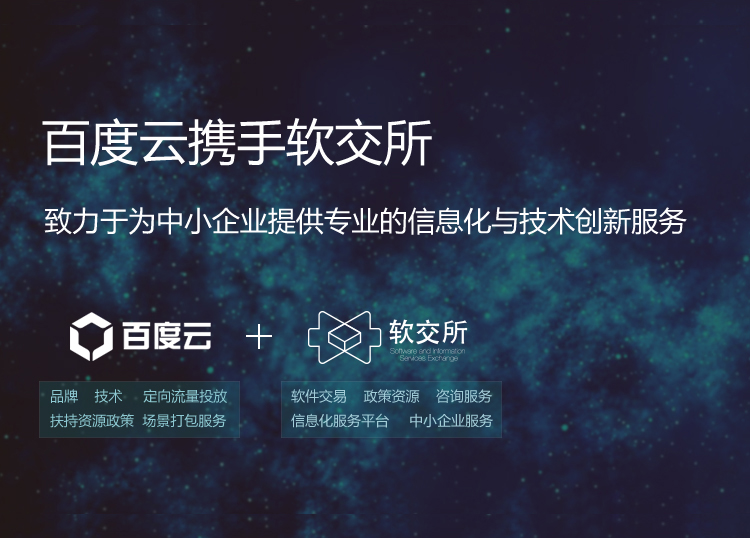 百度云携手软交所
致力于为中小企业提供专业的信息化与技术创新服务
百度云 + 软交所
Software and Information
Services Exchange
品牌 技术 定向流量投放
扶持资源政策 场景打包服务
软件交易 政策资源 咨询服务
信息化服务平台 中小企业服务